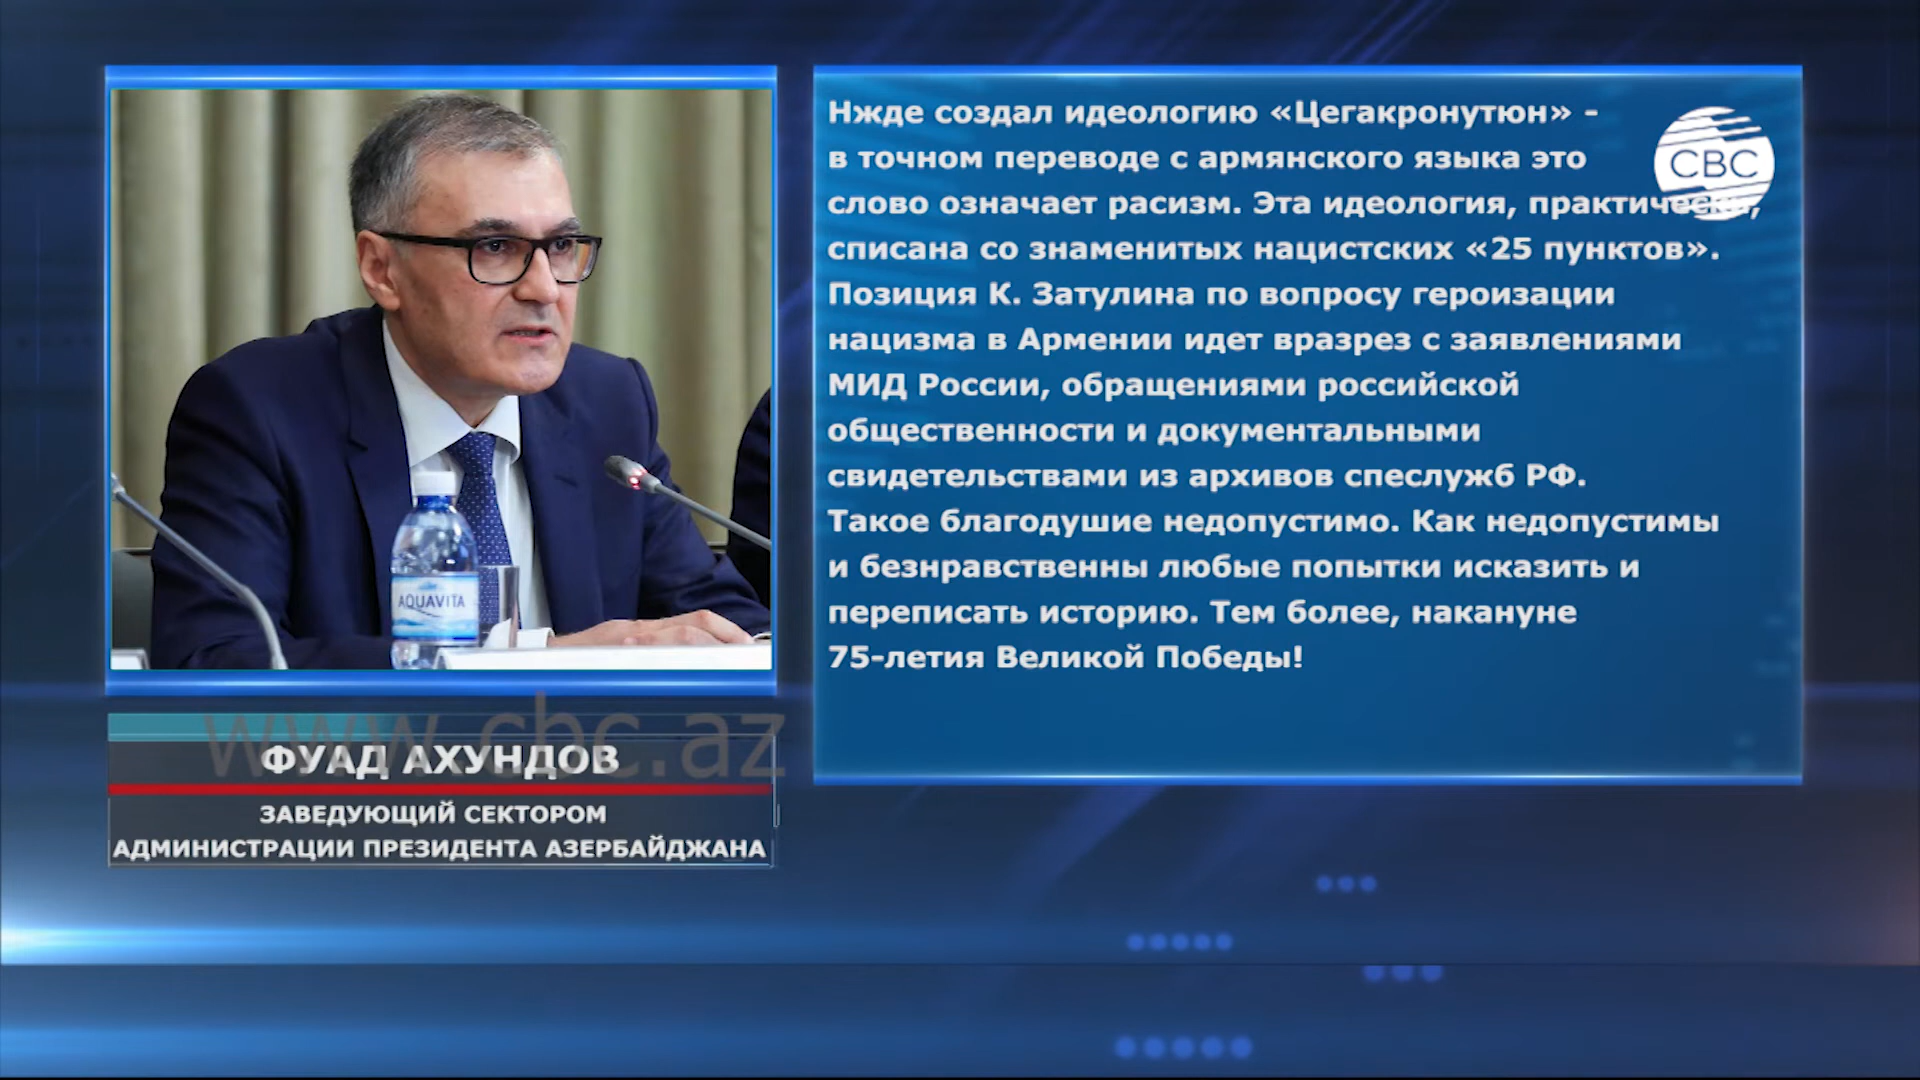 Нжде создал идеологию «Цегакронутюн» -
в точном переводе с армянского языка это
слово означает расизм. Эта идеология, практически,
списана со знаменитых нацистских «25 пунктов».
Позиция К. Затулина по вопросу героизации
нацизма в Армении идет вразрез с заявлениями
МИД России, обращениями российской
общественности и документальными
свидетельствами из архивов спеслужб РФ.
Такое благодушие недопустимо. Как недопустимы
и безнравственны любые попытки исказить и
переписать историю. Тем более, накануне
75-летия Великой Победы!
CBC
AQUAVITA
www.cbc.az
ФУАД АХУНДОВ
ЗАВЕДУЮЩИЙ СЕКТОРОМ
АДМИНИСТРАЦИИ ПРЕЗИДЕНТА АЗЕРБАЙДЖАНА